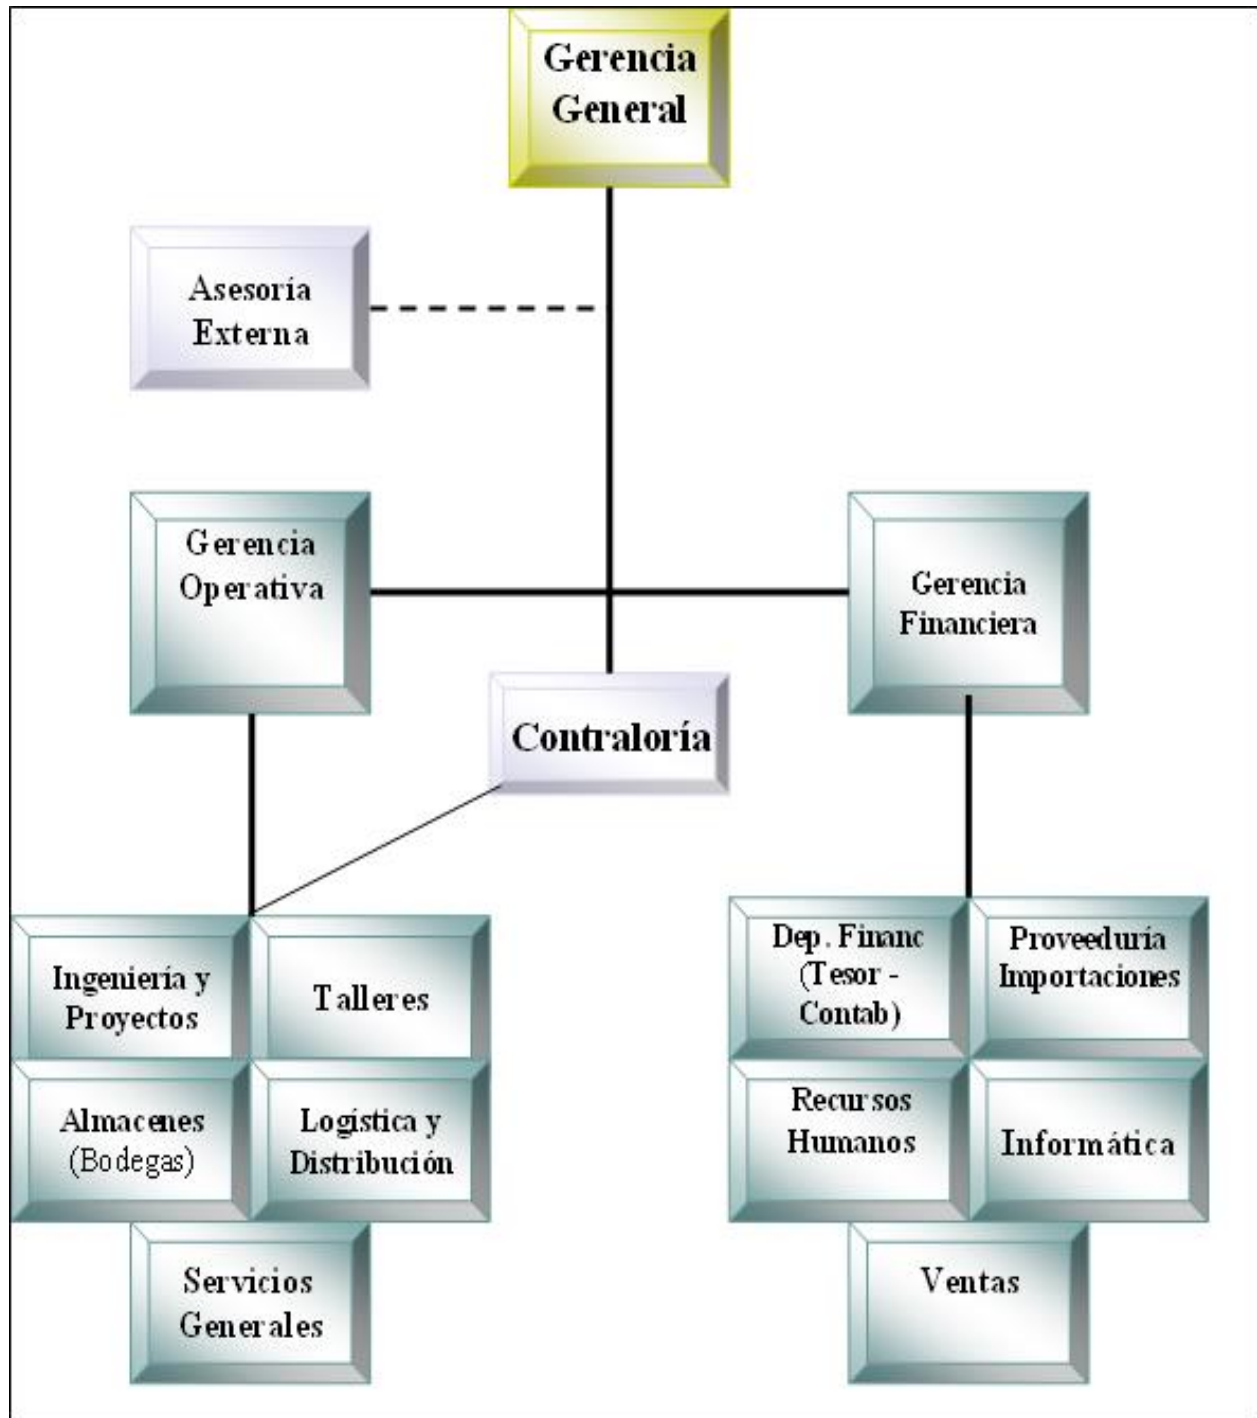 Gerencia
General
Asesoría
Externa
Gerencia
Operativa
Gerencia
Financiera
Contraloría
Ingeniería y
Proyectos
Talleres
Almacenes
(Bodegas)
Logística y
Distribución
Servicios
Generales
Dep. Financ
(Tesor -
Contab)
Proveeduría
Importaciones
Recursos
Humanos
Informática
Ventas